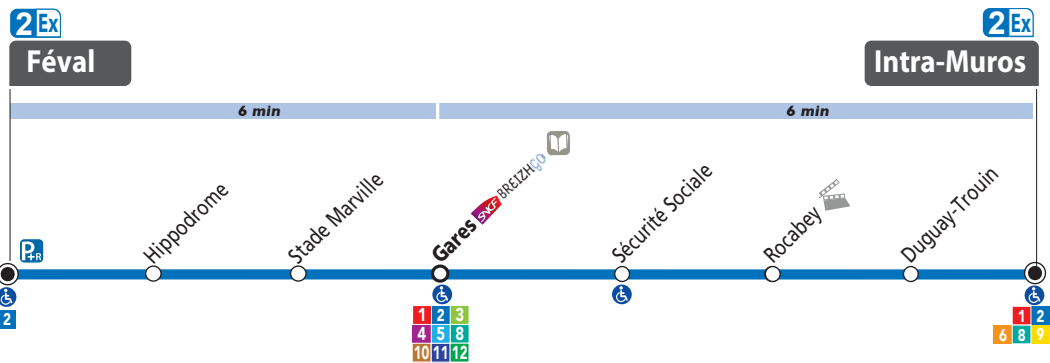 2Ex
Féval
2Ex
Intra-Muros
6 min
6 min
P+R
Hippodrome
Stade Marville
Gares SNCF BREIZHGO
Sécurité Sociale
Rocabey
Duguay-Trouin
2
1 2 3
4 5 8
10 11 12
1 2
6 8 9